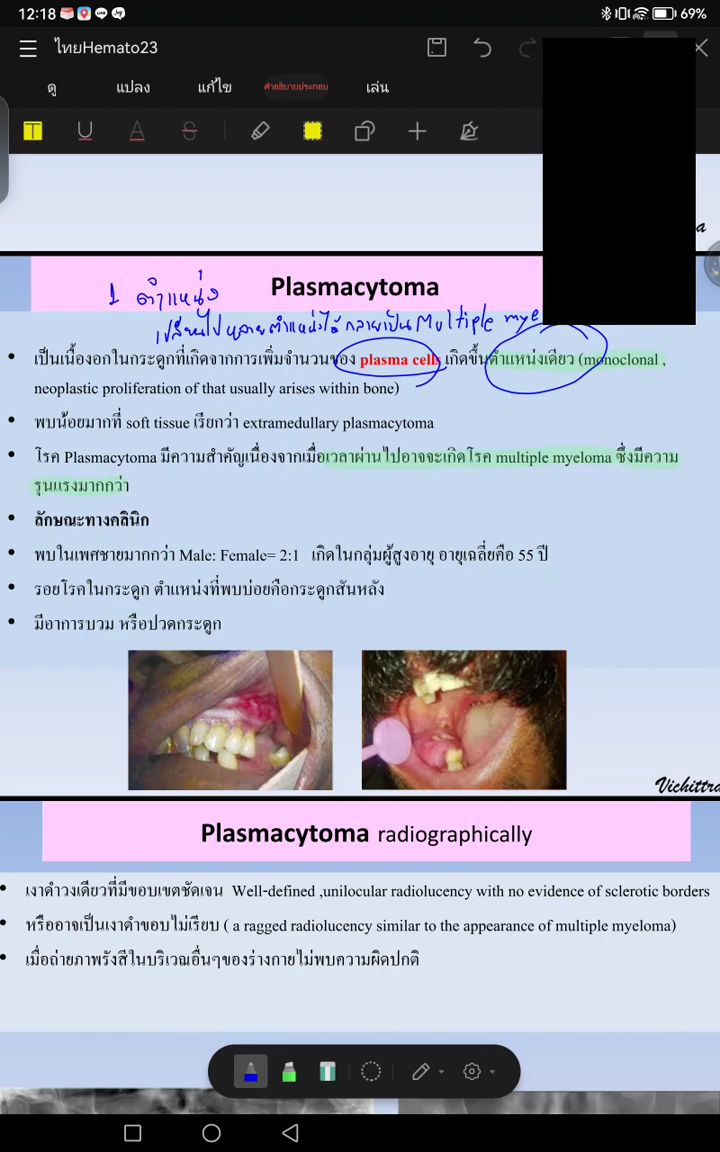 12:18
69%
ไทยHemato23
ดู แปลง แก้ไข คำอธิบายประกอบ เล่น
T U A S
a
Plasmacytoma
1 ตำแหน่ง
เปลี่ยนไปหลายตำแหน่งได้ กลายเป็น Multiple mye
เป็นเนื้องอกในกระดูกที่เกิดจากการเพิ่มจำนวนของ plasma cells เกิดขึ้นตำแหน่งเดียว (monoclonal ,
neoplastic proliferation of that usually arises within bone)
พบน้อยมากที่ soft tissue เรียกว่า extramedullary plasmacytoma
โรค Plasmacytoma มีความสำคัญเนื่องจากเมื่อเวลาผ่านไปอาจจะเกิดโรค multiple myeloma ซึ่งมีความ
รุนแรงมากกว่า
ลักษณะทางคลินิก
พบในเพศชายมากกว่า Male: Female= 2:1 เกิดในกลุ่มผู้สูงอายุ อายุเฉลี่ยคือ 55 ปี
รอยโรคในกระดูก ตำแหน่งที่พบบ่อยคือกระดูกสันหลัง
มีอาการบวม หรือปวดกระดูก
Vichittra
Plasmacytoma radiographically
เงาดำวงเดียวที่มีขอบเขตชัดเจน Well-defined ,unilocular radiolucency with no evidence of sclerotic borders
หรืออาจเป็นเงาดำขอบไม่เรียบ ( a ragged radiolucency similar to the appearance of multiple myeloma)
เมื่อถ่ายภาพรังสีในบริเวณอื่นๆของร่างกายไม่พบความผิดปกติ